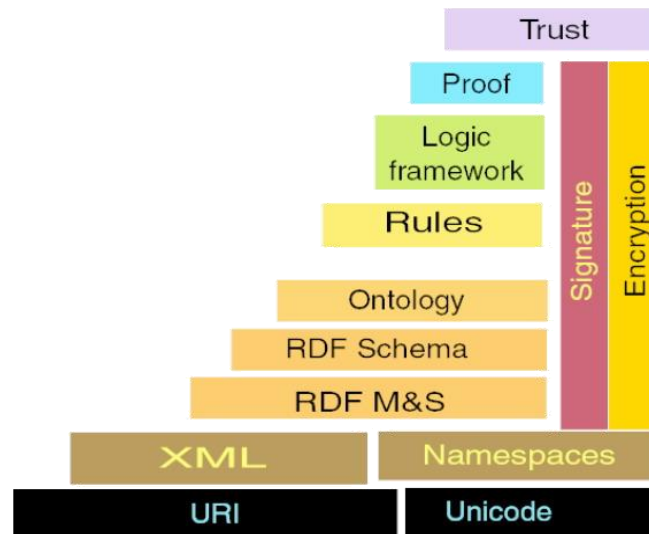 Trust
Proof
Logic
framework
Rules
Ontology
RDF Schema
RDF M&S
Signature
Encryption
XML
Namespaces
URI
Unicode